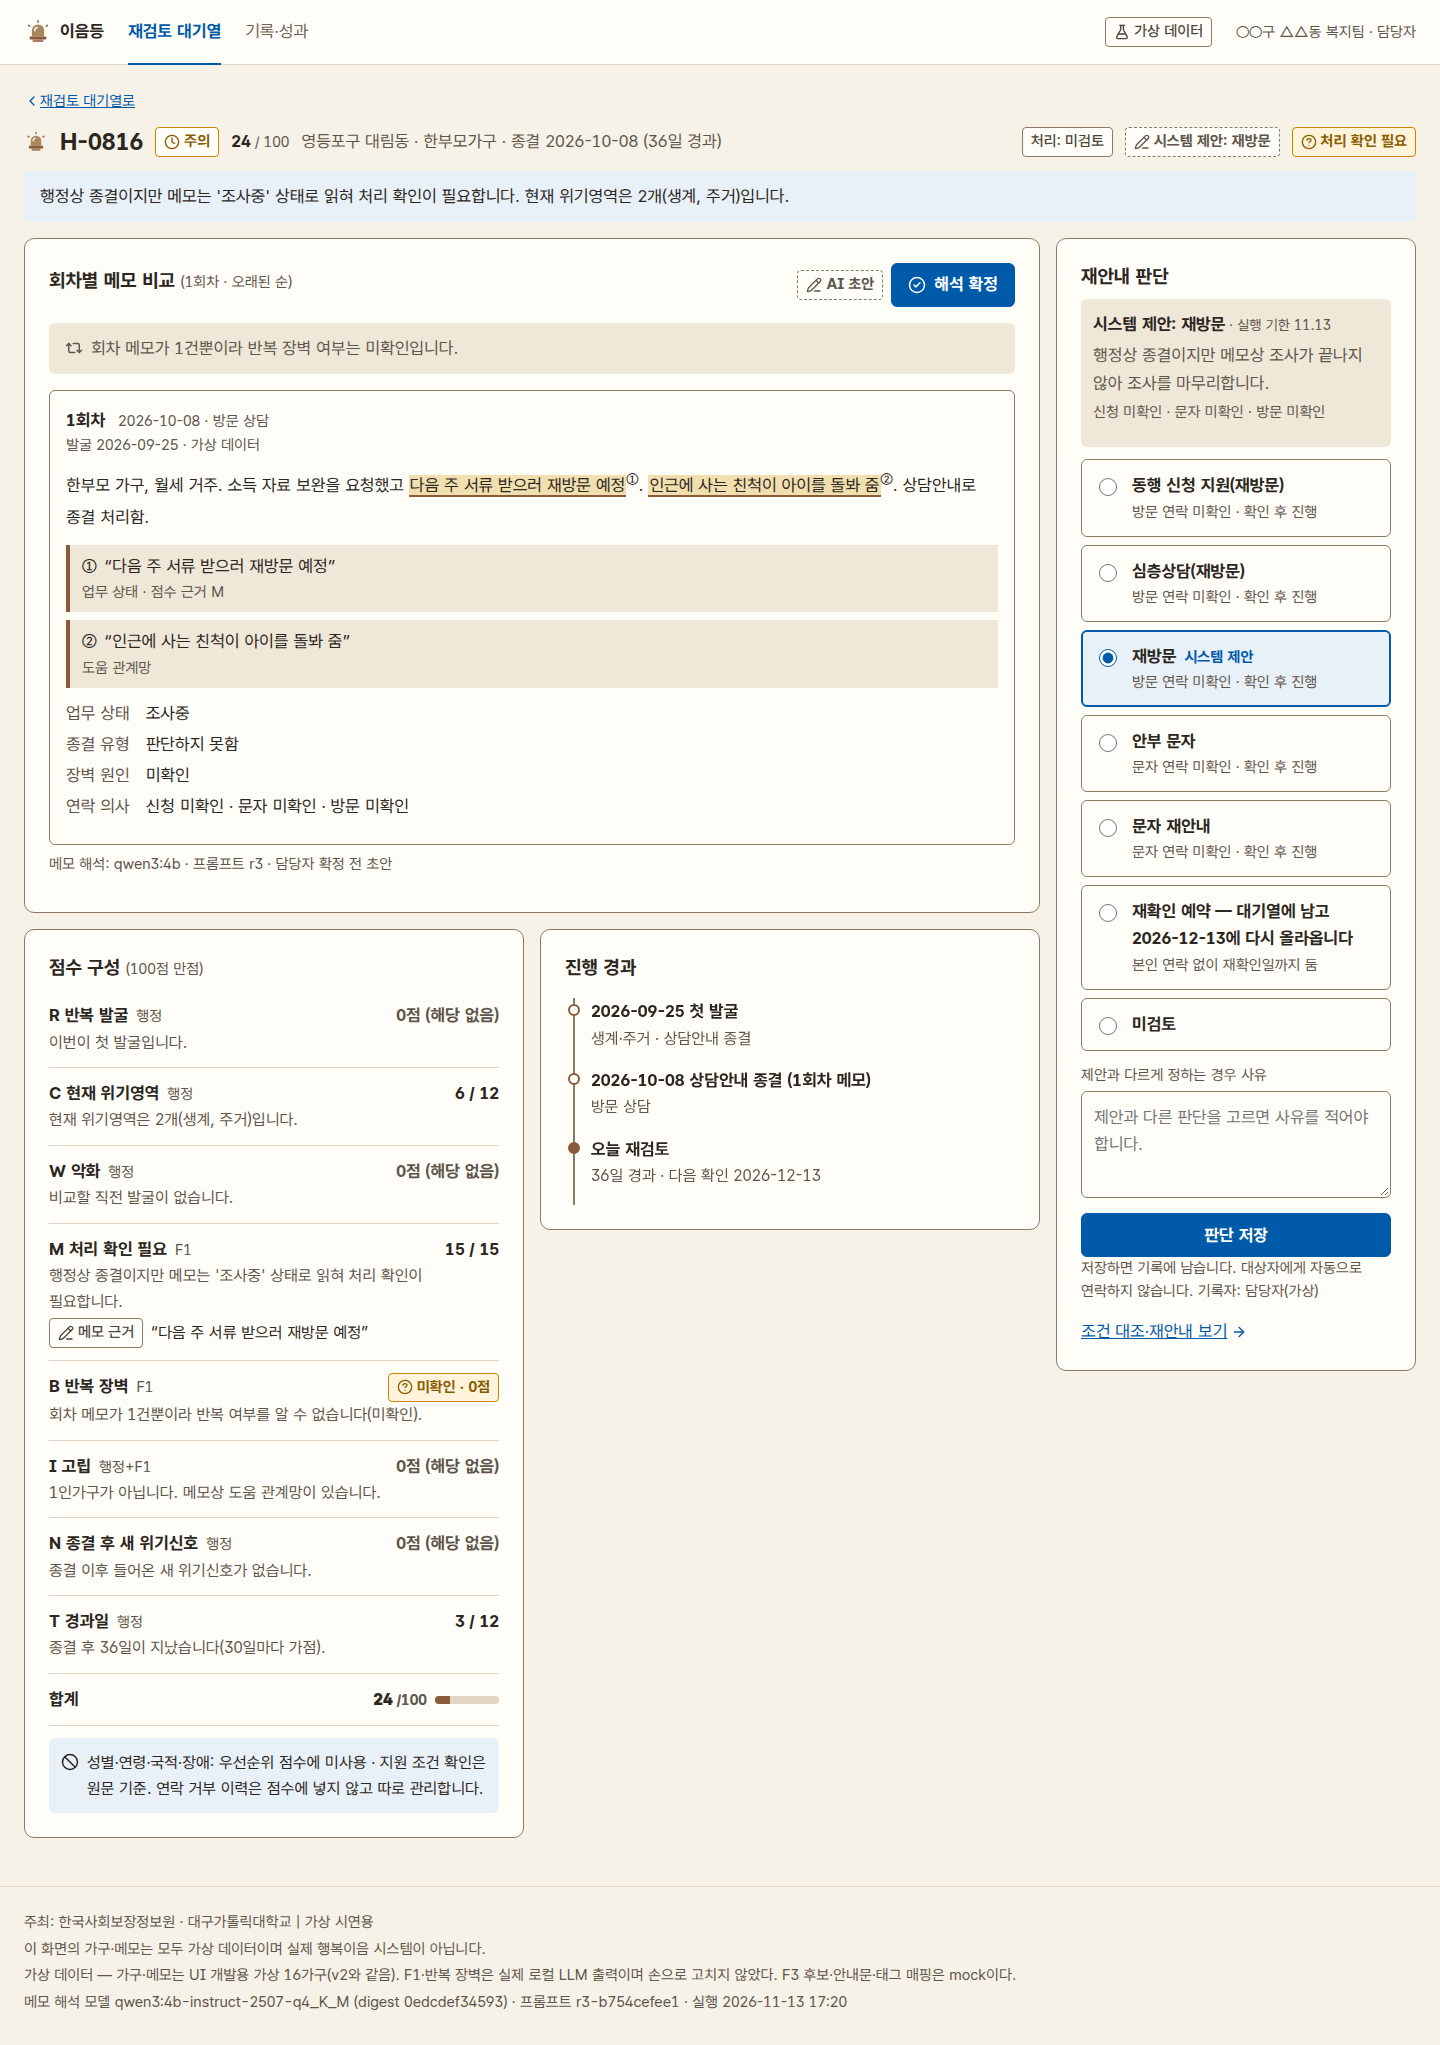 이음등
재검토 대기열
기록·성과
가상 데이터
○○구 △△동 복지팀 · 담당자
재검토 대기열로
H-0816
주의
24 / 100
영등포구 대림동 · 한부모가구 · 종결 2026-10-08 (36일 경과)
처리: 미검토
시스템 제안: 재방문
처리 확인 필요
행정상 종결이지만 메모는 '조사중' 상태로 읽혀 처리 확인이 필요합니다. 현재 위기영역은 2개(생계, 주거)입니다.
회차별 메모 비교 (1회차 · 오래된 순)
AI 초안
해석 확정
회차 메모가 1건뿐이라 반복 장벽 여부는 미확인입니다.
1회차 2026-10-08 · 방문 상담
발굴 2026-09-25 · 가상 데이터
한부모 가구, 월세 거주. 소득 자료 보완을 요청했고 다음 주 서류 받으러 재방문 예정①. 인근에 사는 친척이 아이를 돌봐 줌②. 상담안내로
종결 처리함.
① “다음 주 서류 받으러 재방문 예정”
업무 상태 · 점수 근거 M
② “인근에 사는 친척이 아이를 돌봐 줌”
도움 관계망
업무 상태 조사중
종결 유형 판단하지 못함
장벽 원인 미확인
연락 의사 신청 미확인 · 문자 미확인 · 방문 미확인
메모 해석: qwen3:4b · 프롬프트 r3 · 담당자 확정 전 초안
점수 구성 (100점 만점)
R 반복 발굴 행정 0점 (해당 없음)
이번이 첫 발굴입니다.
C 현재 위기영역 행정 6 / 12
현재 위기영역은 2개(생계, 주거)입니다.
W 악화 행정 0점 (해당 없음)
비교할 직전 발굴이 없습니다.
M 처리 확인 필요 F1 15 / 15
행정상 종결이지만 메모는 '조사중' 상태로 읽혀 처리 확인이
필요합니다.
메모 근거 “다음 주 서류 받으러 재방문 예정”
B 반복 장벽 F1 미확인 · 0점
회차 메모가 1건뿐이라 반복 여부를 알 수 없습니다(미확인).
I 고립 행정+F1 0점 (해당 없음)
1인가구가 아닙니다. 메모상 도움 관계망이 있습니다.
N 종결 후 새 위기신호 행정 0점 (해당 없음)
종결 이후 들어온 새 위기신호가 없습니다.
T 경과일 행정 3 / 12
종결 후 36일이 지났습니다(30일마다 가점).
합계 24 /100
성별·연령·국적·장애: 우선순위 점수에 미사용 · 지원 조건 확인은
원문 기준. 연락 거부 이력은 점수에 넣지 않고 따로 관리합니다.
진행 경과
2026-09-25 첫 발굴
생계·주거 · 상담안내 종결
2026-10-08 상담안내 종결 (1회차 메모)
방문 상담
오늘 재검토
36일 경과 · 다음 확인 2026-12-13
재안내 판단
시스템 제안: 재방문 · 실행 기한 11.13
행정상 종결이지만 메모상 조사가 끝나지
않아 조사를 마무리합니다.
신청 미확인 · 문자 미확인 · 방문 미확인
동행 신청 지원(재방문)
방문 연락 미확인 · 확인 후 진행
심층상담(재방문)
방문 연락 미확인 · 확인 후 진행
재방문 시스템 제안
방문 연락 미확인 · 확인 후 진행
안부 문자
문자 연락 미확인 · 확인 후 진행
문자 재안내
문자 연락 미확인 · 확인 후 진행
재확인 예약 — 대기열에 남고
2026-12-13에 다시 올라옵니다
본인 연락 없이 재확인일까지 둠
미검토
제안과 다르게 정하는 경우 사유
제안과 다른 판단을 고르면 사유를 적어야
합니다.
판단 저장
저장하면 기록에 남습니다. 대상자에게 자동으로
연락하지 않습니다. 기록자: 담당자(가상)
조건 대조·재안내 보기
주최: 한국사회보장정보원 · 대구가톨릭대학교 | 가상 시연용
이 화면의 가구·메모는 모두 가상 데이터이며 실제 행복이음 시스템이 아닙니다.
가상 데이터 — 가구·메모는 UI 개발용 가상 16가구(v2와 같음). F1·반복 장벽은 실제 로컬 LLM 출력이며 손으로 고치지 않았다. F3 후보·안내문·태그 매핑은 mock이다.
메모 해석 모델 qwen3:4b-instruct-2507-q4_K_M (digest 0edcdef34593) · 프롬프트 r3-b754cefee1 · 실행 2026-11-13 17:20